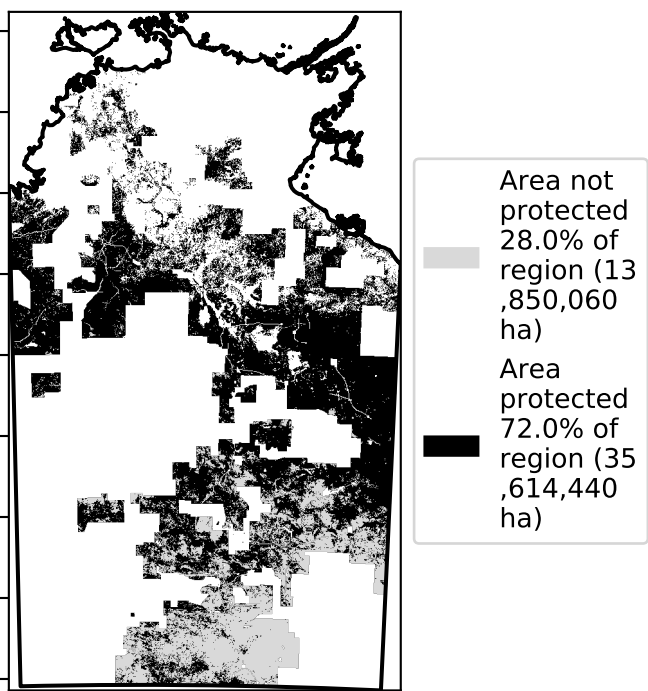 Area not
protected
28.0% of
region (13
,850,060
ha)
Area
protected
72.0% of
region (35
,614,440
ha)